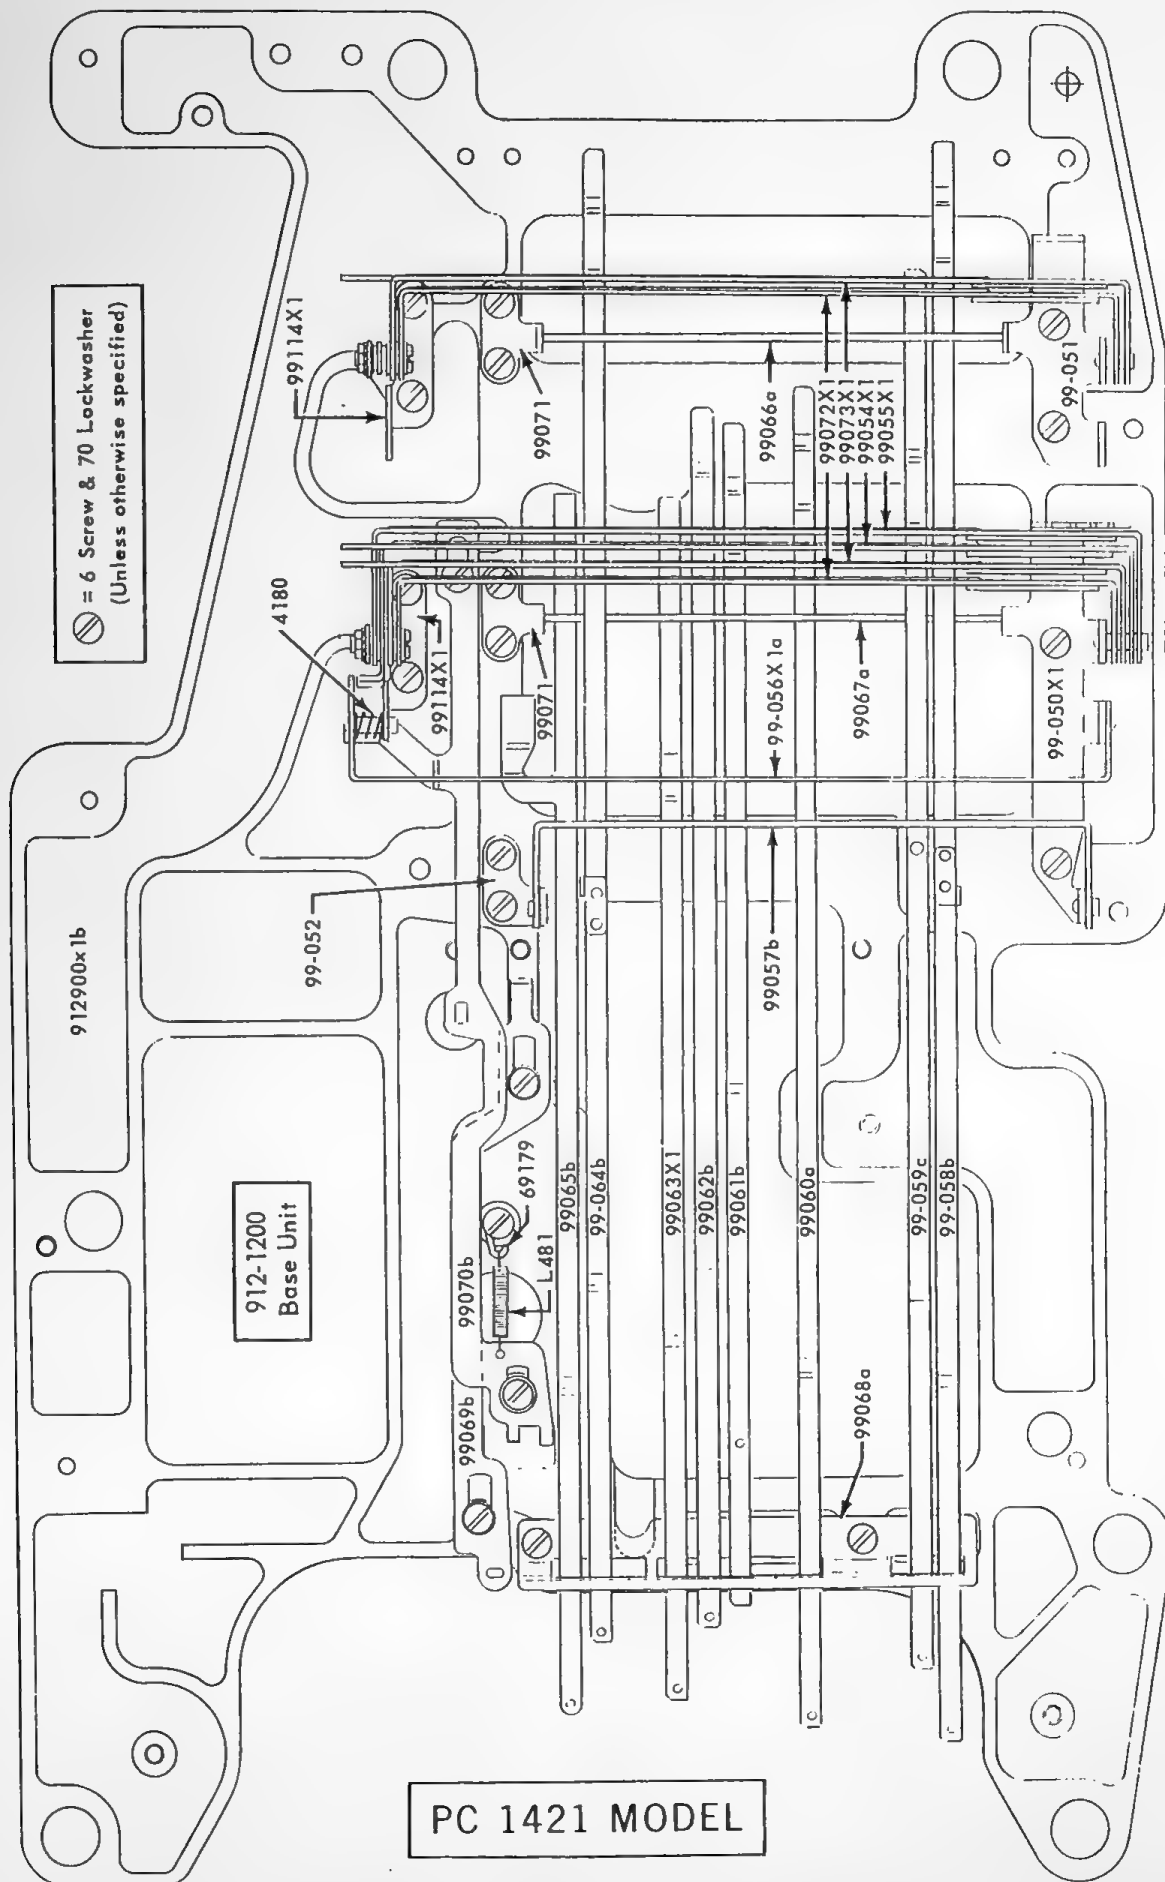 = 6 Screw & 70 Lockwasher
(Unless otherwise specified)
99114X1
4180
99114X1
99071
99071
99066a
99072X1
99073X1
99054X1
99055X1
99-051
99-056X1a
99067a
99-050X1
912900x1b
99-052
99057b
912-1200
Base Unit
69179
L481
99070b
99069b
99065b
99-064b
99063X1
99062b
99061b
99060a
99-059c
99-058b
99068a
PC 1421 MODEL